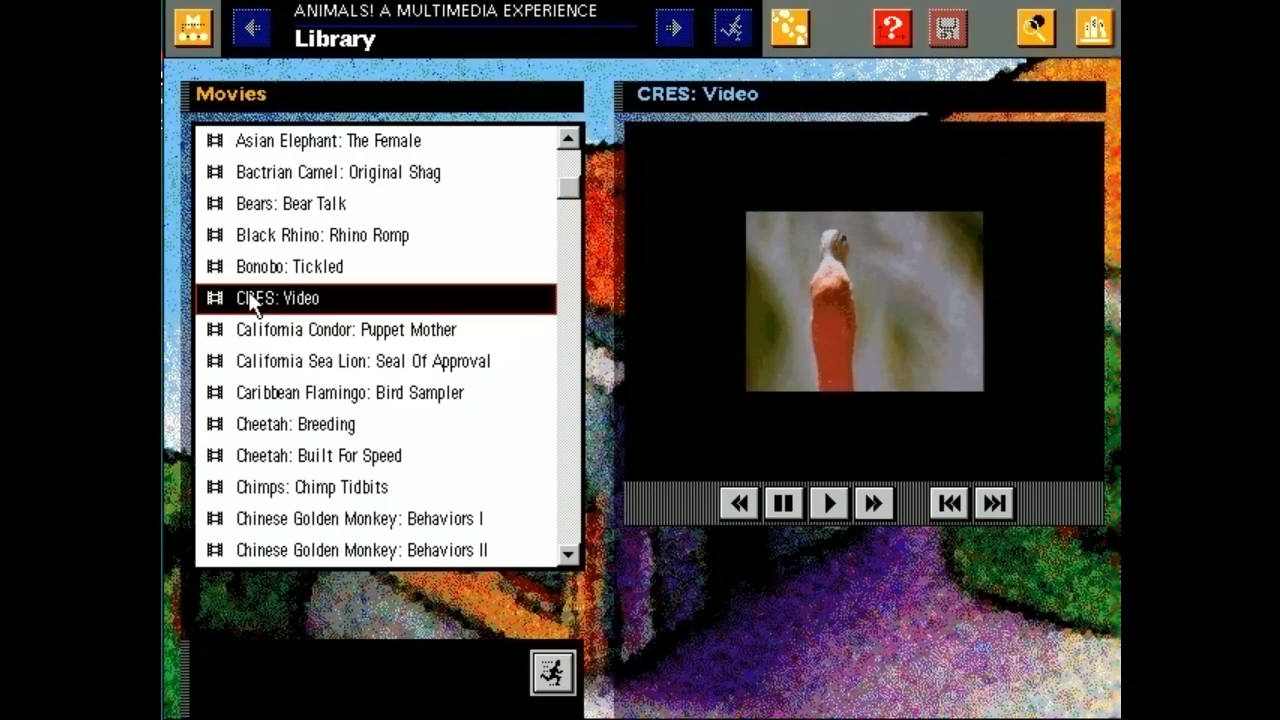 ANIMALS! A MULTIMEDIA EXPERIENCE
Library
?
Movies
Asian Elephant: The Female
Bactrian Camel: Original Shag
Bears: Bear Talk
Black Rhino: Rhino Romp
Bonobo: Tickled
CRES: Video
California Condor: Puppet Mother
California Sea Lion: Seal Of Approval
Caribbean Flamingo: Bird Sampler
Cheetah: Breeding
Cheetah: Built For Speed
Chimps: Chimp Tidbits
Chinese Golden Monkey: Behaviors I
Chinese Golden Monkey: Behaviors II
CRES: Video